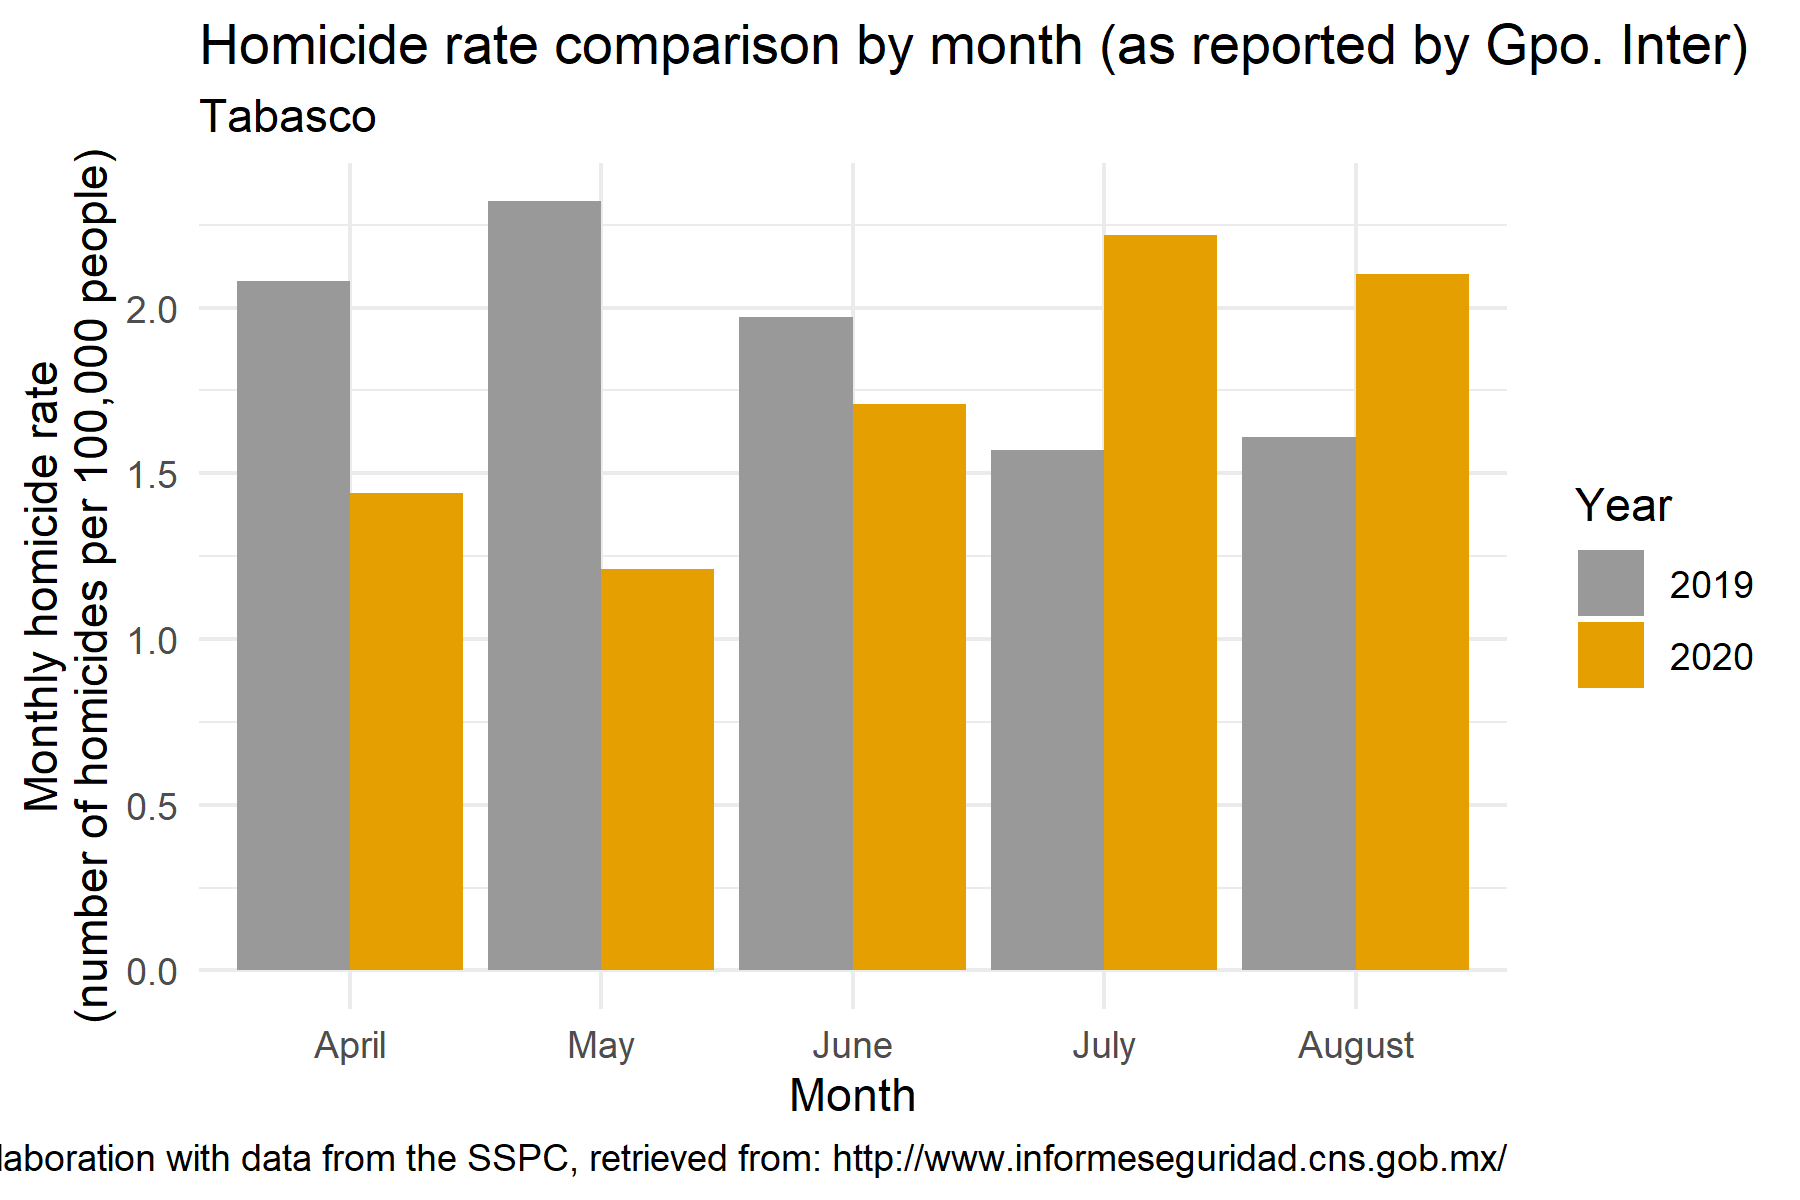 Homicide rate comparison by month (as reported by Gpo. Inter)
Tabasco
Monthly homicide rate
(number of homicides per 100,000 people)
2.0
1.5
1.0
0.5
0.0
April May June July August
Month
Year
2019
2020
laboration with data from the SSPC, retrieved from: http://www.informeseguridad.cns.gob.mx/